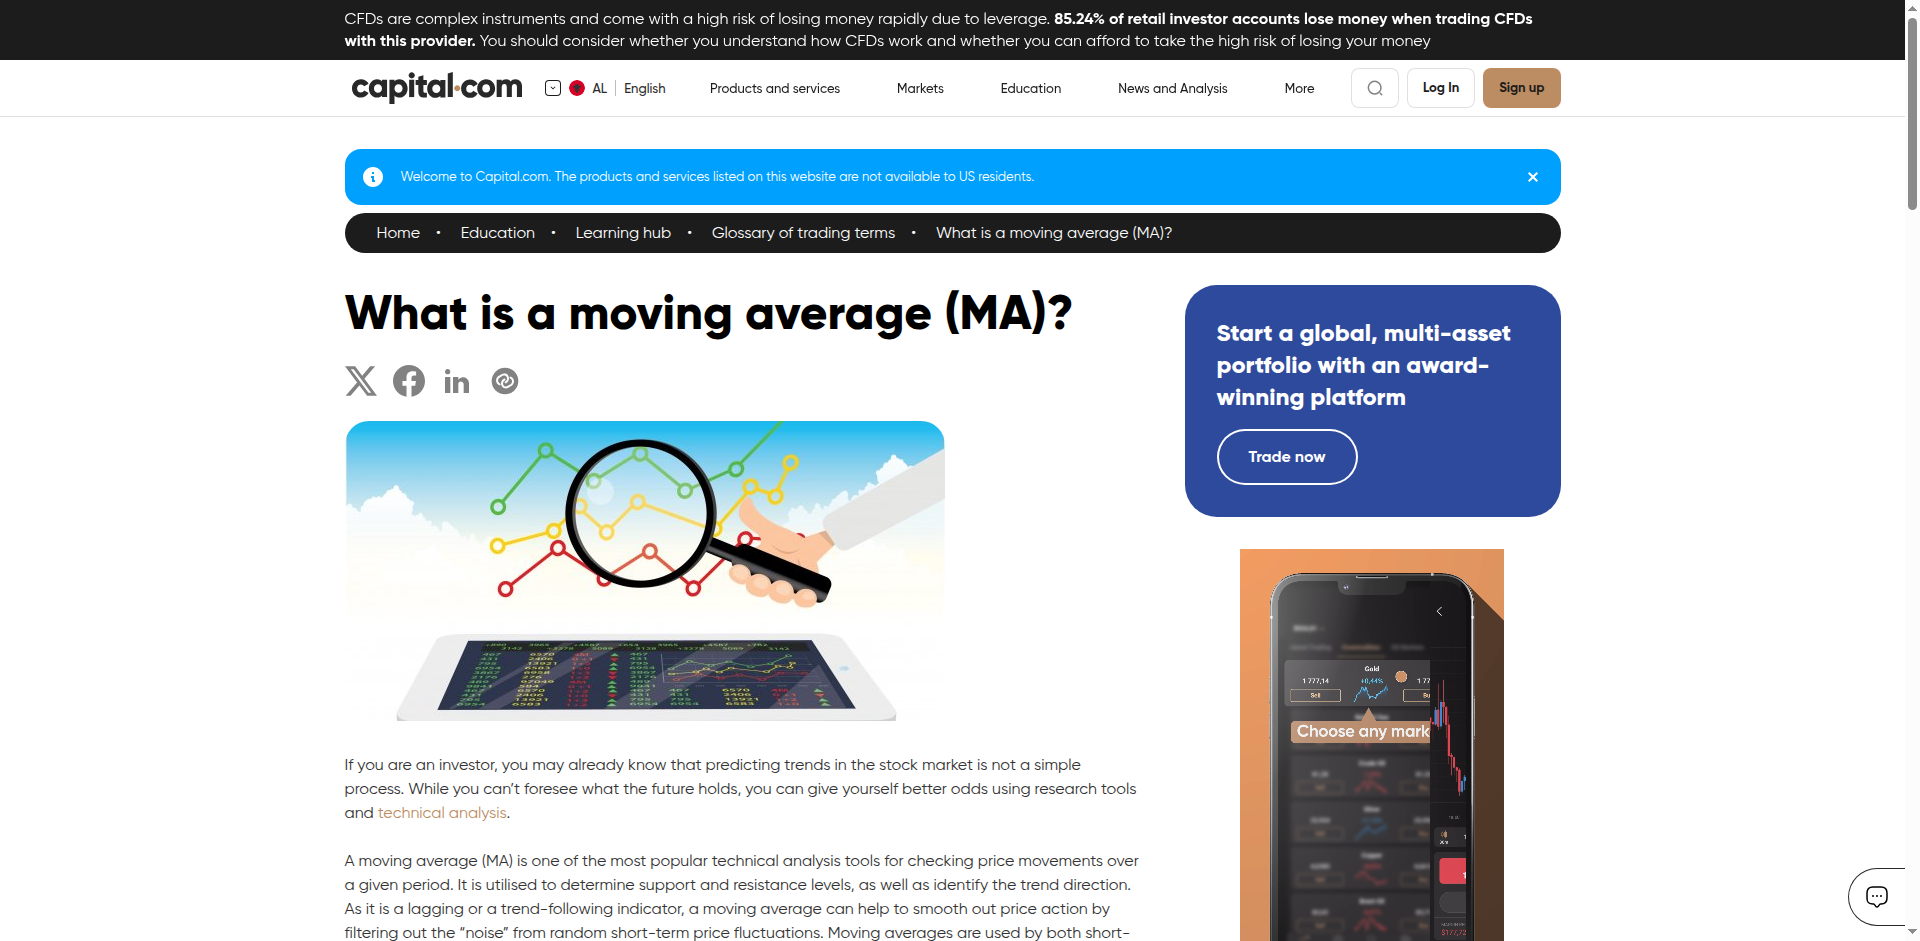 CFDs are complex instruments and come with a high risk of losing money rapidly due to leverage. 85.24% of retail investor accounts lose money when trading CFDs
with this provider. You should consider whether you understand how CFDs work and whether you can afford to take the high risk of losing your money
capital.com
AL English
Products and services
Markets
Education
News and Analysis
More
Log In
Sign up
Welcome to Capital.com. The products and services listed on this website are not available to US residents.
Home • Education • Learning hub • Glossary of trading terms • What is a moving average (MA)?
What is a moving average (MA)?
Start a global, multi-asset
portfolio with an award-
winning platform
Trade now
Gold
1 777,14
+0,44%
1 77
Sell
Bu
Choose any mark
If you are an investor, you may already know that predicting trends in the stock market is not a simple
process. While you can’t foresee what the future holds, you can give yourself better odds using research tools
and technical analysis.
A moving average (MA) is one of the most popular technical analysis tools for checking price movements over
a given period. It is utilised to determine support and resistance levels, as well as identify the trend direction.
As it is a lagging or a trend-following indicator, a moving average can help to smooth out price action by
filtering out the “noise” from random short-term price fluctuations. Moving averages are used by both short-